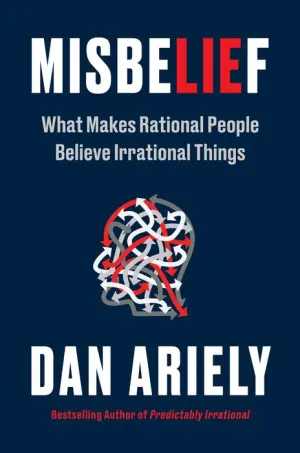 MISBELIEF
What Makes Rational People
Believe Irrational Things
DAN ARIELY
Bestselling Author of Predictably Irrational